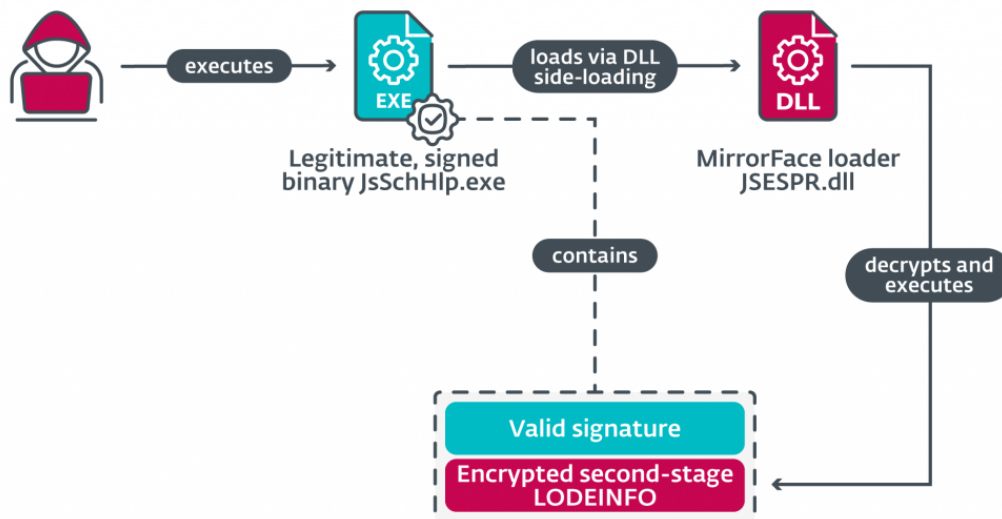 executes
EXE
loads via DLL
side-loading
DLL
Legitimate, signed
binary JsSchHlp.exe
MirrorFace loader
JSESPR.dll
contains
decrypts and
executes
Valid signature
Encrypted second-stage
LODEINFO